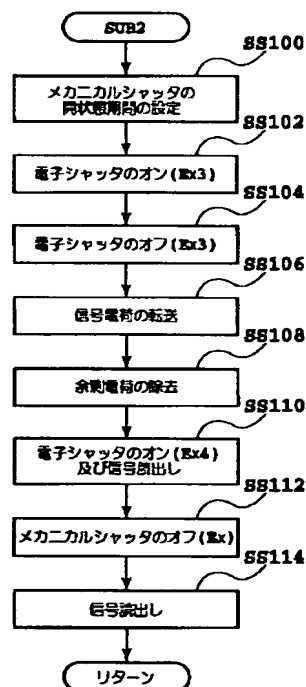 SUB2
SS100
メカニカルシャッタの
開状態期間の設定
SS102
電子シャッタのオン(Ex3)
SS104
電子シャッタのオフ(Ex3)
SS106
信号電荷の転送
SS108
余剰電荷の除去
SS110
電子シャッタのオン(Ex4)
及び信号読出し
SS112
メカニカルシャッタのオフ(Ex)
SS114
信号読出し
リターン